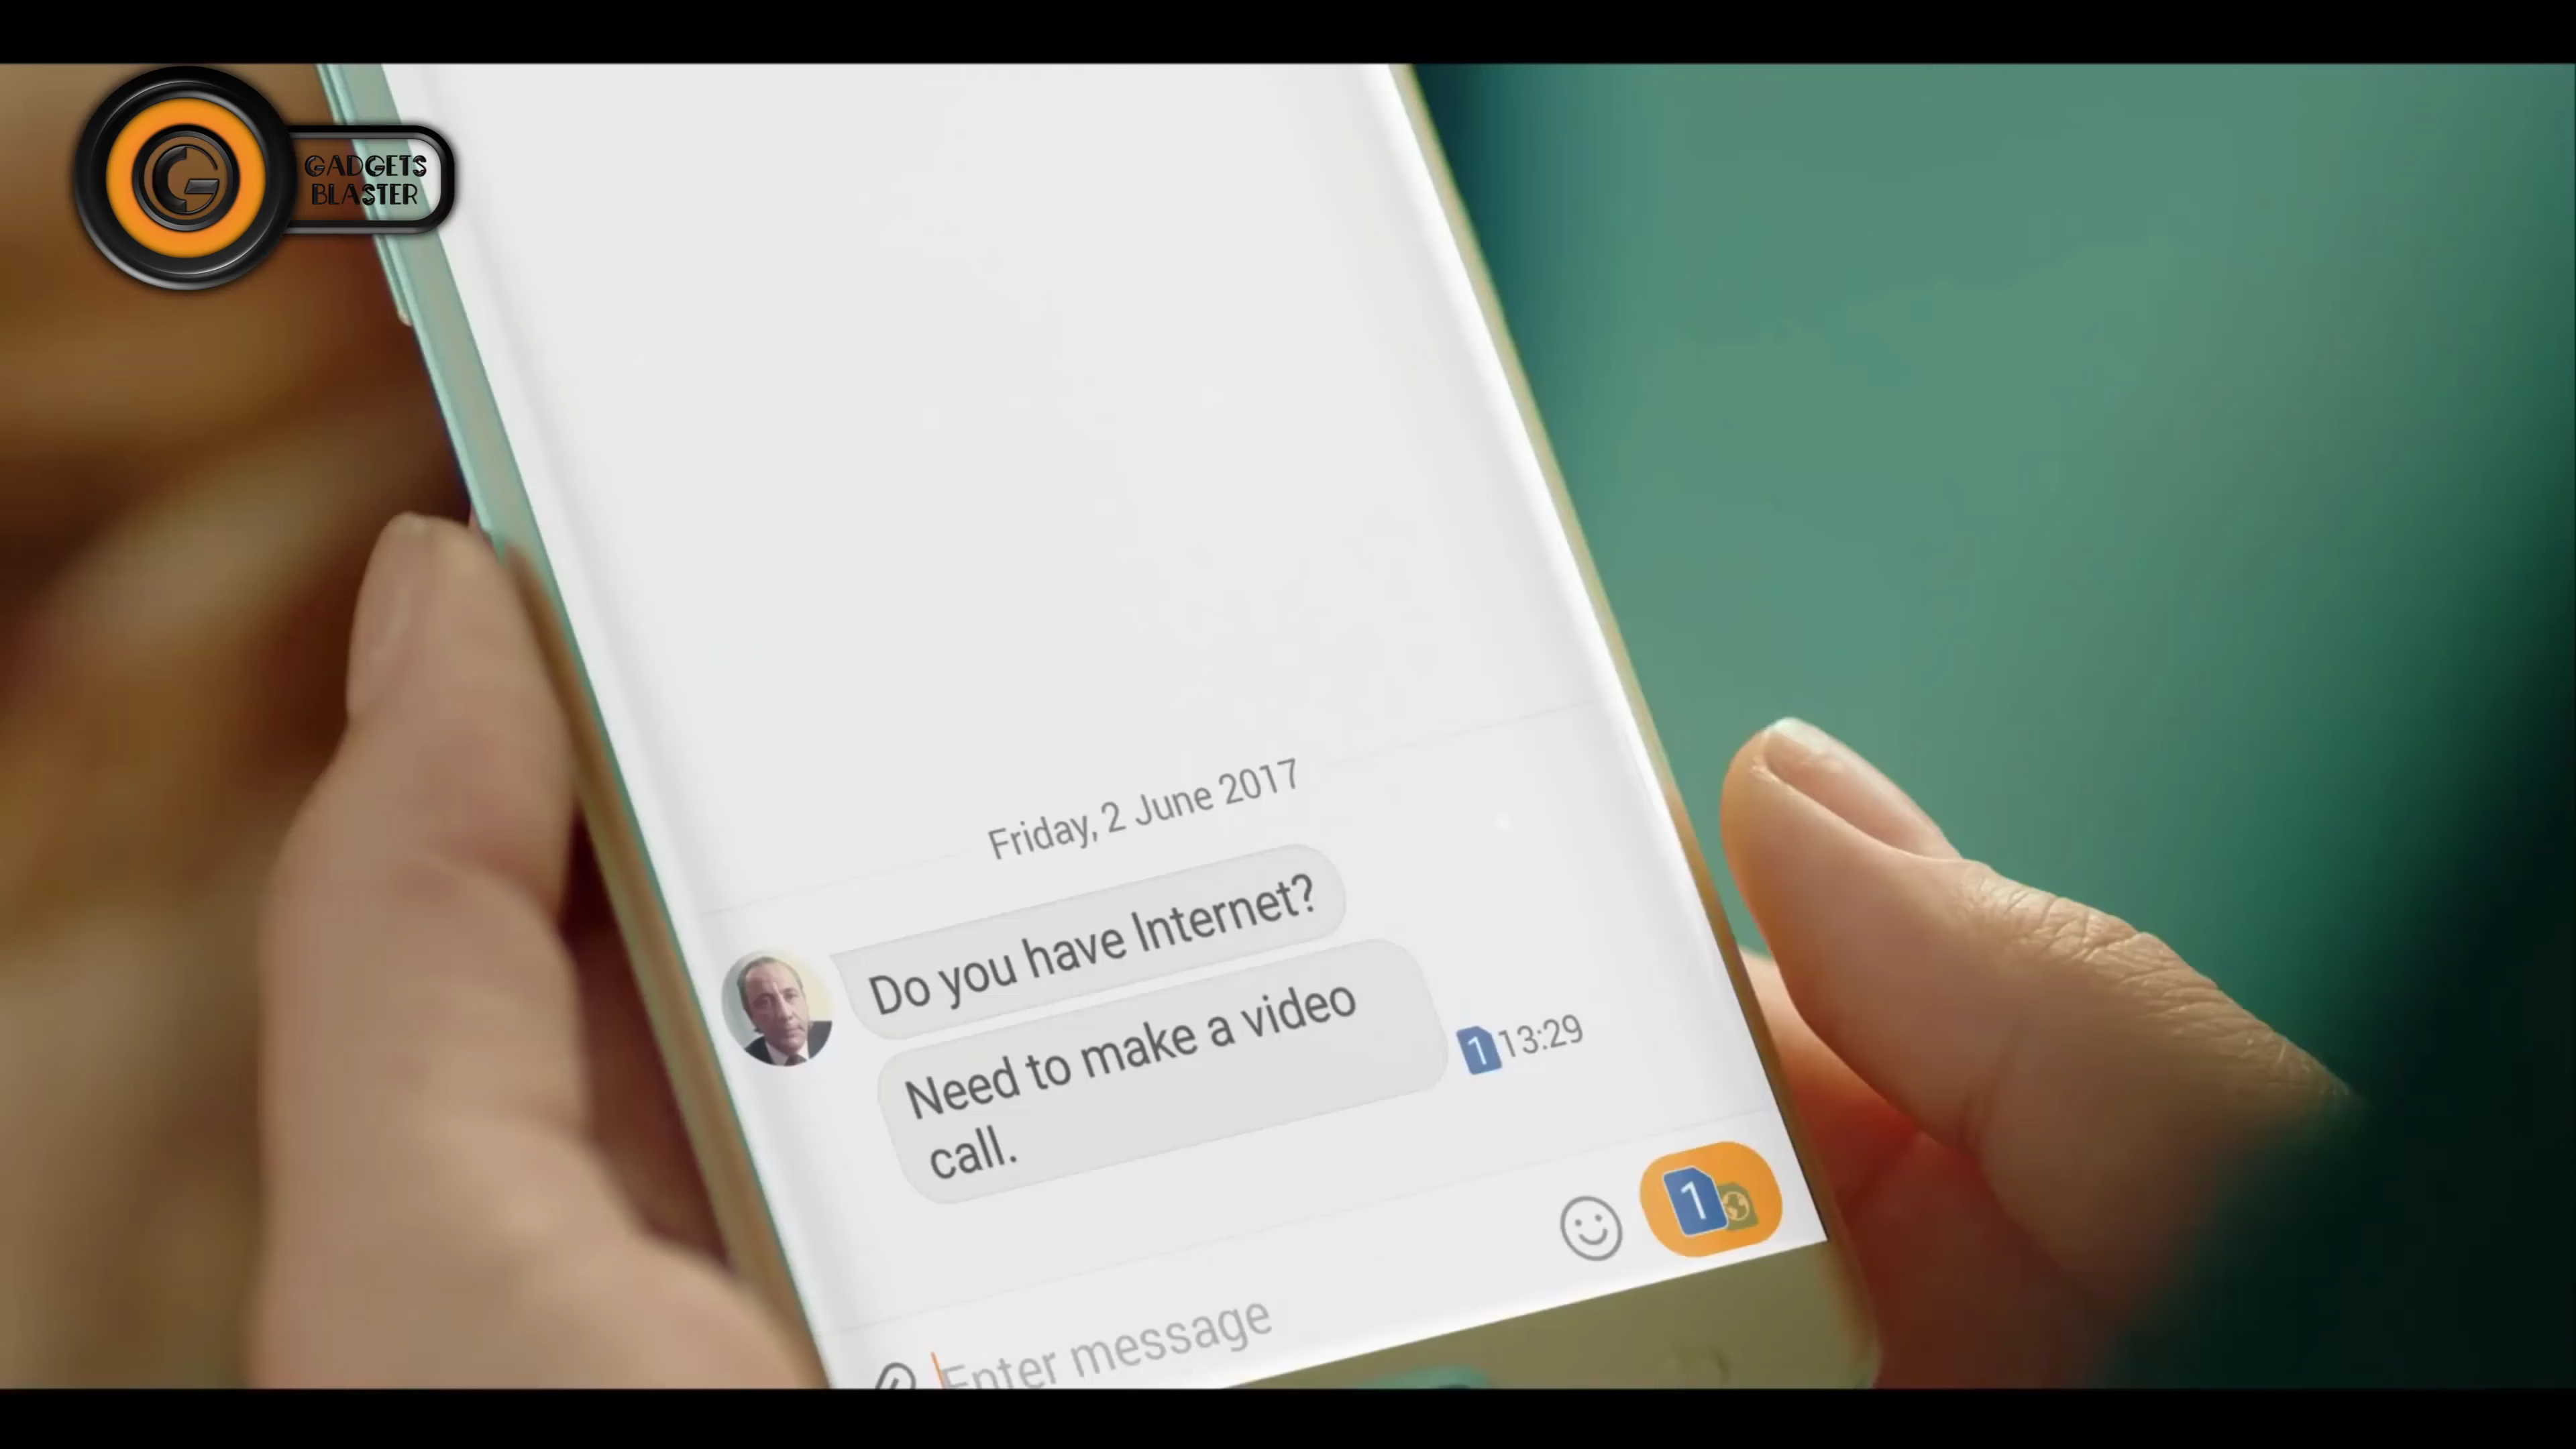 GADGETS
BLASTER
Friday, 2 June 2017
Do you have Internet?
Need to make a video
call.
1 13:29
1
Enter message